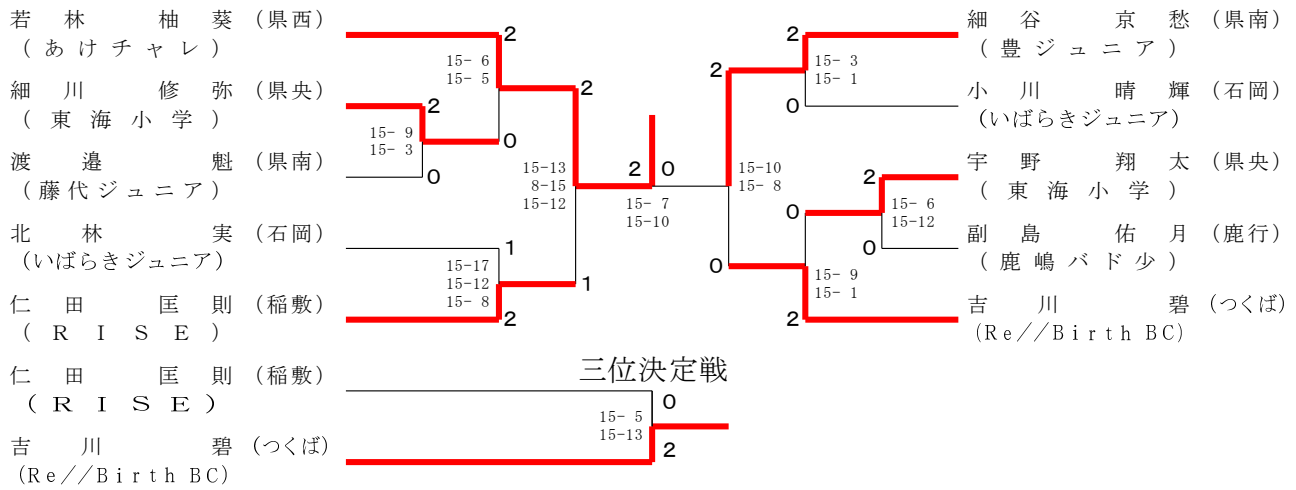 若林 柚葵 (県西)
(あけチャレ)
細川 修弥 (県央)
(東海小学)
渡邉 魁 (県南)
(藤代ジュニア)
北林 実 (石岡)
(いばらきジュニア)
仁田 匡則 (稲敷)
(RISE)
2
15- 6
15- 5
2
2
0
15- 9
15- 3
0
15-13
8-15
15-12
1
15-17
15-12
15- 8
1
2
2 0
15- 7
15-10
細谷 京愁 (県南)
(豊ジュニア)
小川 晴輝 (石岡)
(いばらきジュニア)
宇野 翔太 (県央)
(東海小学)
副島 佑月 (鹿行)
(鹿嶋バド少)
吉川 碧 (つくば)
(Re//Birth BC)
2
15- 3
15- 1
2
0
15-10
15- 8
2
0
15- 6
15-12
0
0
15- 9
15- 1
2
三位決定戦
仁田 匡則 (稲敷)
(RISE)
0
15- 5
15-13
2
吉川 碧 (つくば)
(Re//Birth BC)